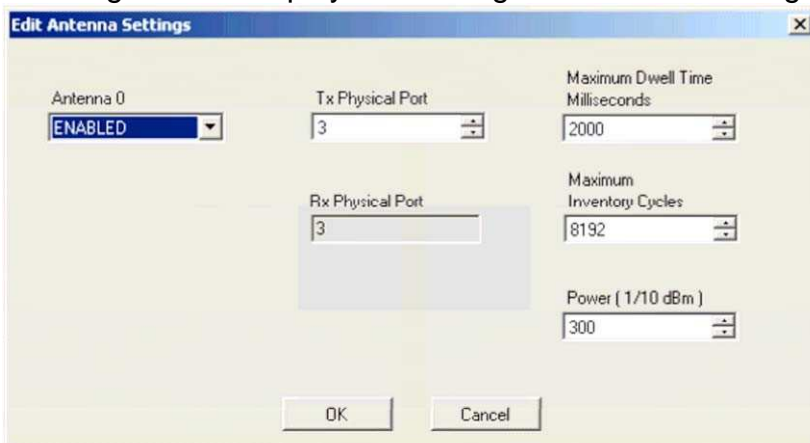 Edit Antenna Settings
Antenna 0
ENABLED
Tx Physical Port
3
Rx Physical Port
3
Maximum Dwell Time
Milliseconds
2000
Maximum
Inventory Cycles
8192
Power ( 1/10 dBm )
300
OK
Cancel